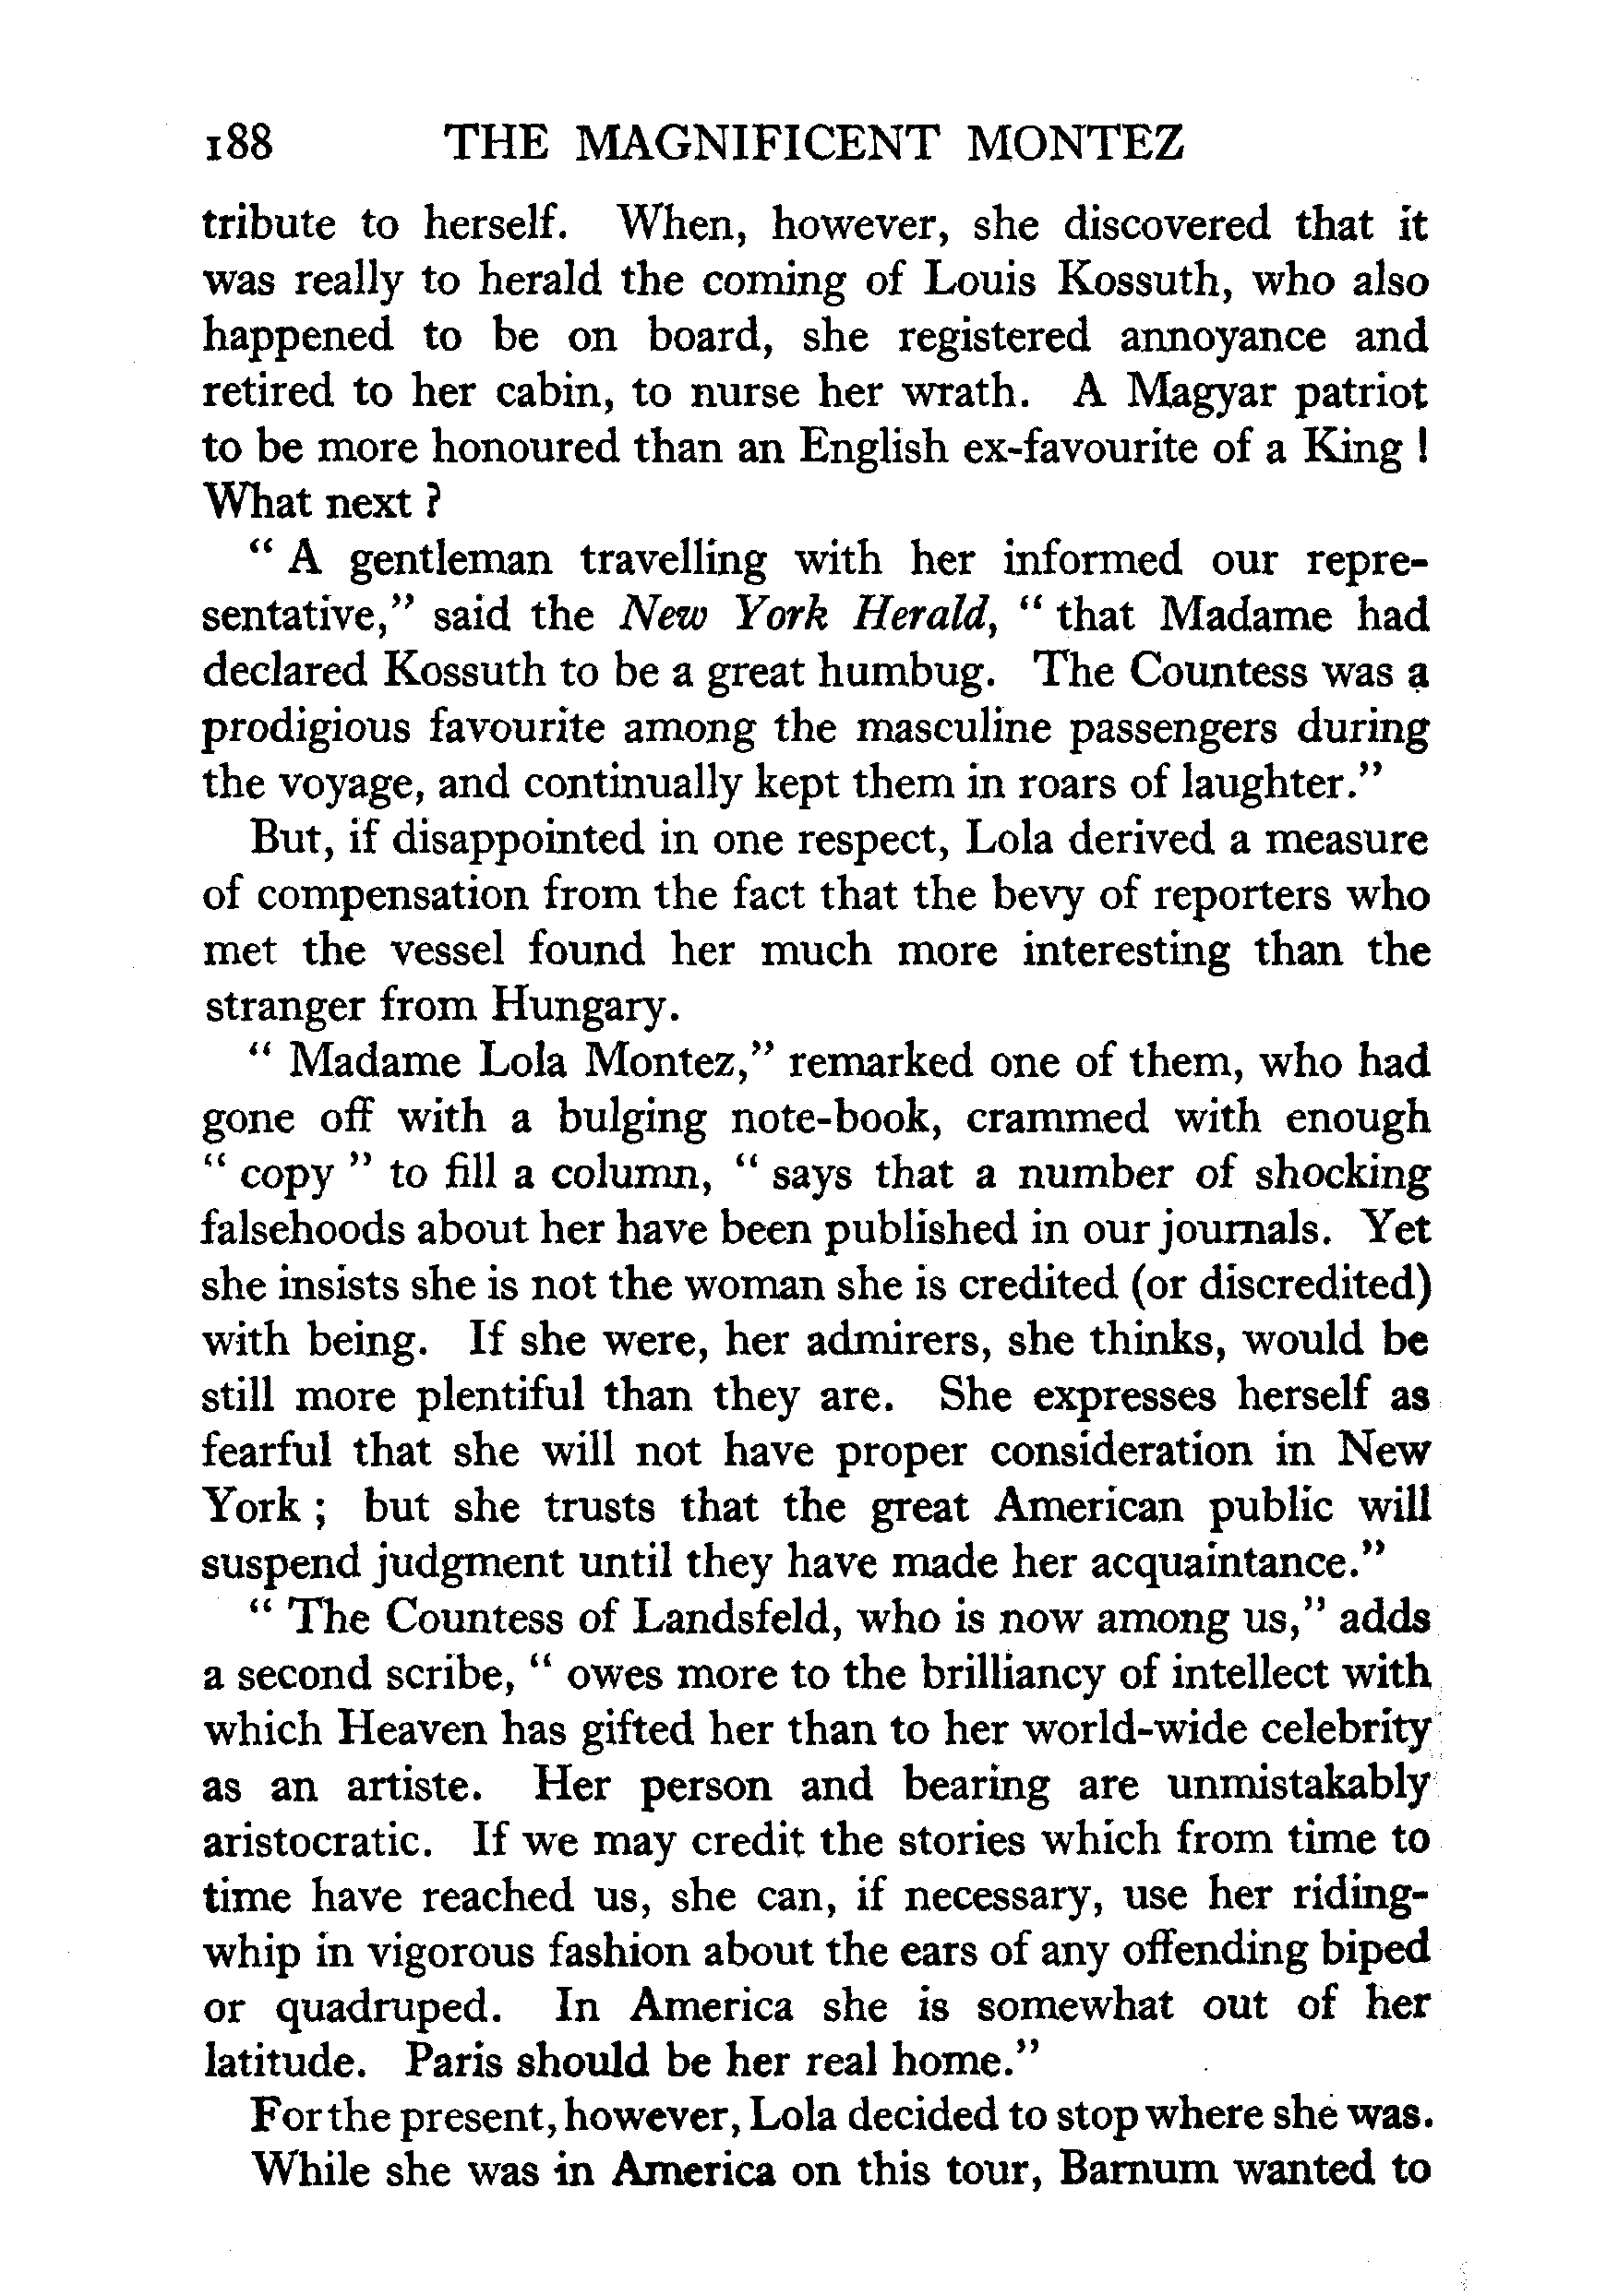 188 THE MAGNIFICENT MONTEZ
tribute to herself. When, however, she discovered that it
was really to herald the coming of Louis Kossuth, who also
happened to be on board, she registered annoyance and
retired to her cabin, to nurse her wrath. A Magyar patriot
to be more honoured than an English ex-favourite of a King !
What next ?
“ A gentleman travelling with her informed our repre-
sentative,” said the New York Herald, “ that Madame had
declared Kossuth to be a great humbug. The Countess was a
prodigious favourite among the masculine passengers during
the voyage, and continually kept them in roars of laughter.”
But, if disappointed in one respect, Lola derived a measure
of compensation from the fact that the bevy of reporters who
met the vessel found her much more interesting than the
stranger from Hungary.
“ Madame Lola Montez,” remarked one of them, who had
gone off with a bulging note-book, crammed with enough
“ copy ” to fill a column, “ says that a number of shocking
falsehoods about her have been published in our journals. Yet
she insists she is not the woman she is credited (or discredited)
with being. If she were, her admirers, she thinks, would be
still more plentiful than they are. She expresses herself as
fearful that she will not have proper consideration in New
York ; but she trusts that the great American public will
suspend judgment until they have made her acquaintance.”
“ The Countess of Landsfeld, who is now among us,” adds
a second scribe, “ owes more to the brilliancy of intellect with
which Heaven has gifted her than to her world-wide celebrity
as an artiste. Her person and bearing are unmistakably
aristocratic. If we may credit the stories which from time to
time have reached us, she can, if necessary, use her riding-
whip in vigorous fashion about the ears of any offending biped
or quadruped. In America she is somewhat out of her
latitude. Paris should be her real home.”
For the present, however, Lola decided to stop where she was.
While she was in America on this tour, Barnum wanted to